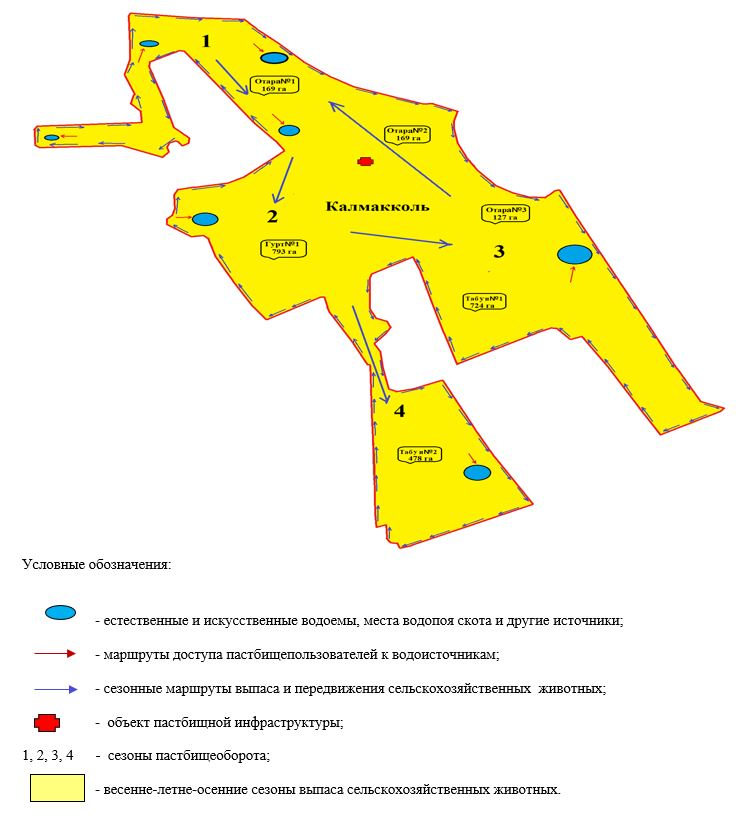 1
Отара№1
169 га
Отара№2
169 га
Калмакколь
Отара№3
127 га
2
Гурт№1
793 га
3
Табун№1
724 га
4
Табун№2
478 га
Условные обозначения:
- естественные и искусственные водоемы, места водопоя скота и другие источники;
- маршруты доступа пастбищепользователей к водоисточникам;
- сезонные маршруты выпаса и передвижения сельскохозяйственных животных;
- объект пастбищной инфраструктуры;
1, 2, 3, 4 - сезоны пастбищеоборота;
- весенне-летне-осенние сезоны выпаса сельскохозяйственных животных.